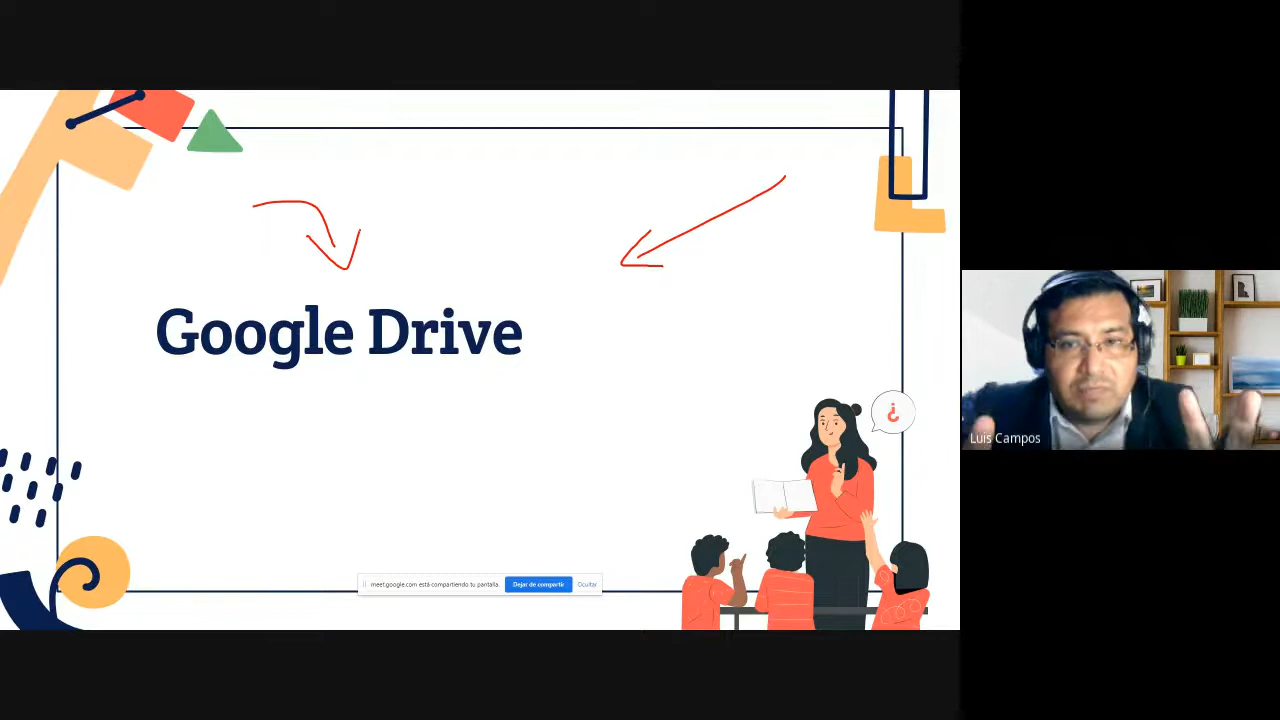 Google Drive
¿
meet.google.com está compartiendo tu pantalla.
Dejar de compartir
Ocultar
Luis Campos